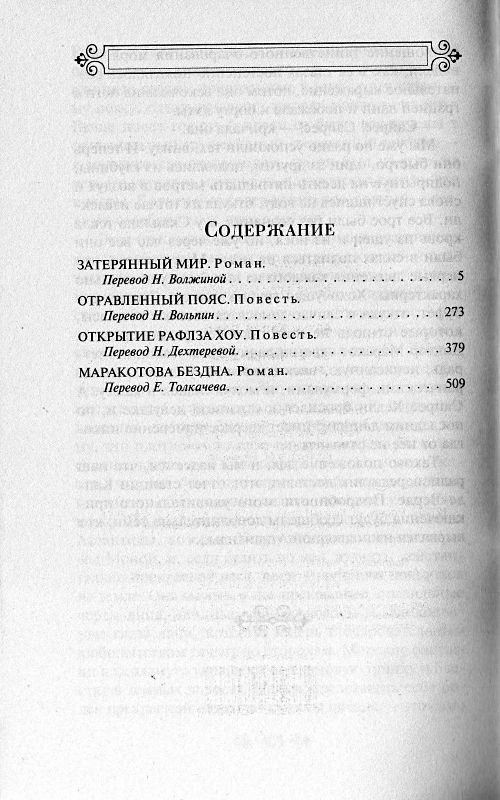 СОДЕРЖАНИЕ
ЗАТЕРЯННЫЙ МИР. Роман.
Перевод Н. Волжиной . . . . . . . . . . . . . . . . . . . . . . . . . 5
ОТРАВЛЕННЫЙ ПОЯС. Повесть.
Перевод Н. Вольпин . . . . . . . . . . . . . . . . . . . . . . . . . 273
ОТКРЫТИЕ РАФЛЗА ХОУ. Повесть.
Перевод Н. Дехтеревой. . . . . . . . . . . . . . . . . . . . . . . . 379
МАРАКОТОВА БЕЗДНА. Роман.
Перевод Е. Толкачева. . . . . . . . . . . . . . . . . . . . . . . . . 509